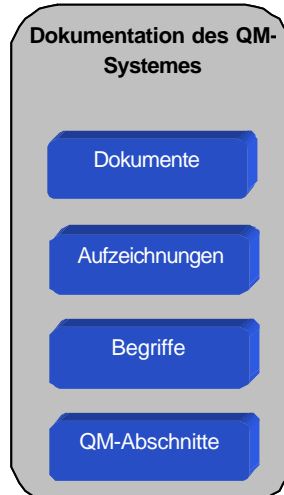 Dokumentation des QM-
Systemes
Dokumente
Aufzeichnungen
Begriffe
QM-Abschnitte